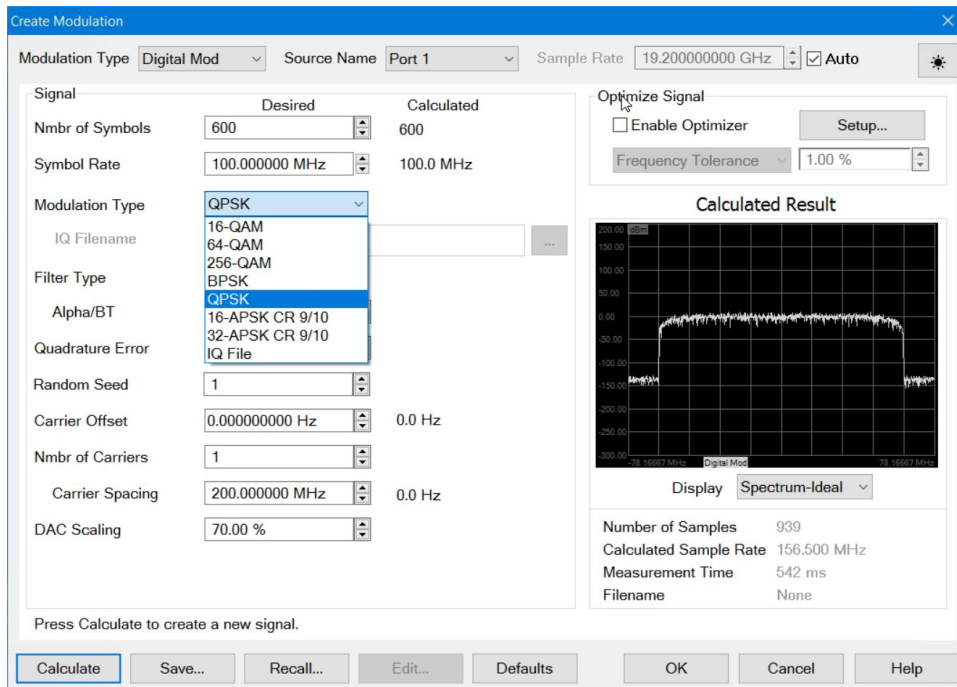 Create Modulation
Modulation Type Digital Mod Source Name Port 1 Sample Rate 19.200000000 GHz Auto
Signal
Desired Calculated
Nmbr of Symbols 600 600
Symbol Rate 100.000000 MHz 100.0 MHz
Modulation Type QPSK
16-QAM
64-QAM
256-QAM
BPSK
QPSK
16-APSK CR 9/10
32-APSK CR 9/10
IQ File
IQ Filename ...
Filter Type
Alpha/BT
Quadrature Error
Random Seed 1
Carrier Offset 0.000000000 Hz 0.0 Hz
Nmbr of Carriers 1
Carrier Spacing 200.000000 MHz 0.0 Hz
DAC Scaling 70.00 %
Optimize Signal
Enable Optimizer Setup...
Frequency Tolerance 1.00 %
Calculated Result
200.00 dBm
150.00
100.00
50.00
0.00
-50.00
-100.00
-150.00
-200.00
-250.00
-300.00
-78.16667 MHz Digital Mod 78.16667 MHz
Display Spectrum-Ideal
Number of Samples 939
Calculated Sample Rate 156.500 MHz
Measurement Time 542 ms
Filename None
Press Calculate to create a new signal.
Calculate Save... Recall... Edit... Defaults OK Cancel Help